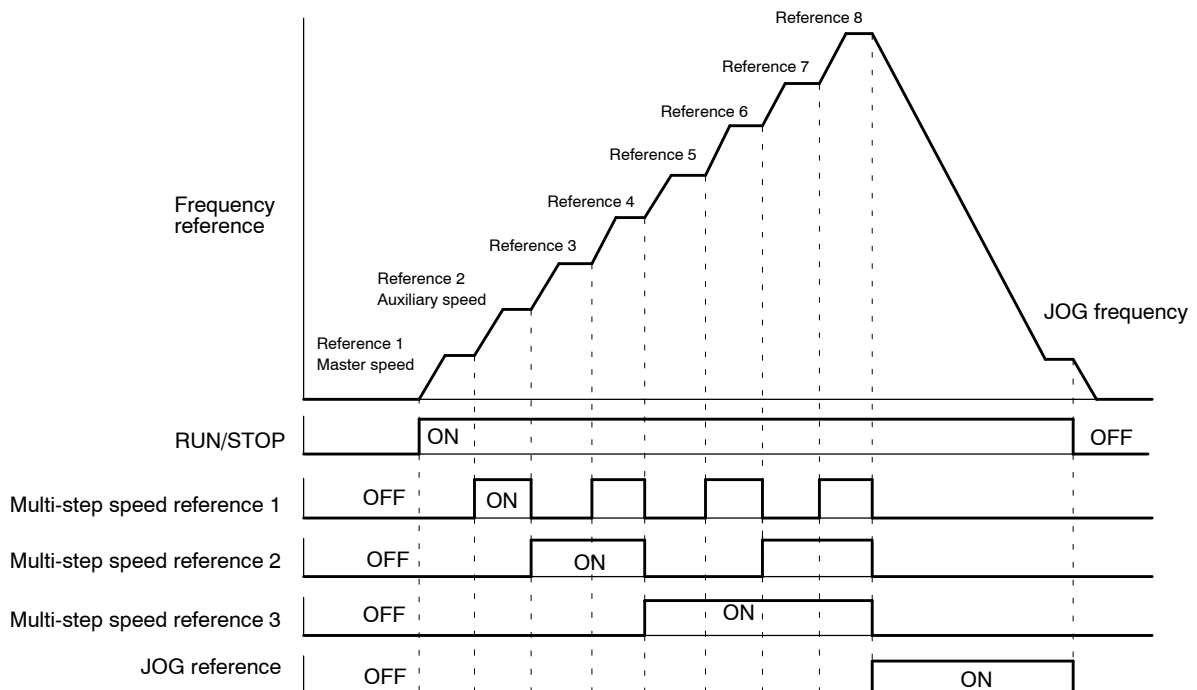 Reference 8
Reference 7
Reference 6
Reference 5
Reference 4
Reference 3
Reference 2
Auxiliary speed
Reference 1
Master speed
Frequency
reference
JOG frequency
RUN/STOP
ON
OFF
Multi-step speed reference 1
OFF
ON
Multi-step speed reference 2
OFF
ON
Multi-step speed reference 3
OFF
ON
JOG reference
OFF
ON